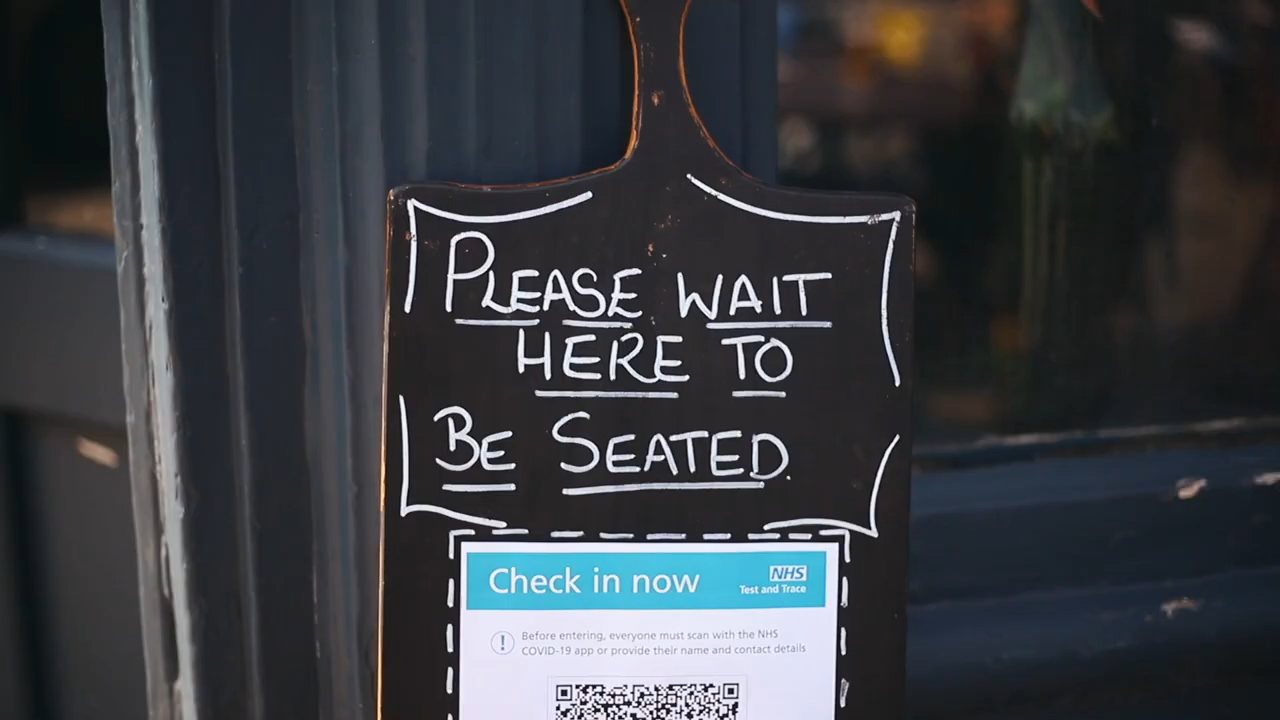 PLEASE WAIT
HERE TO
BE SEATED.
Check in now
NHS
Test and Trace
! Before entering, everyone must scan with the NHS
COVID-19 app or provide their name and contact details